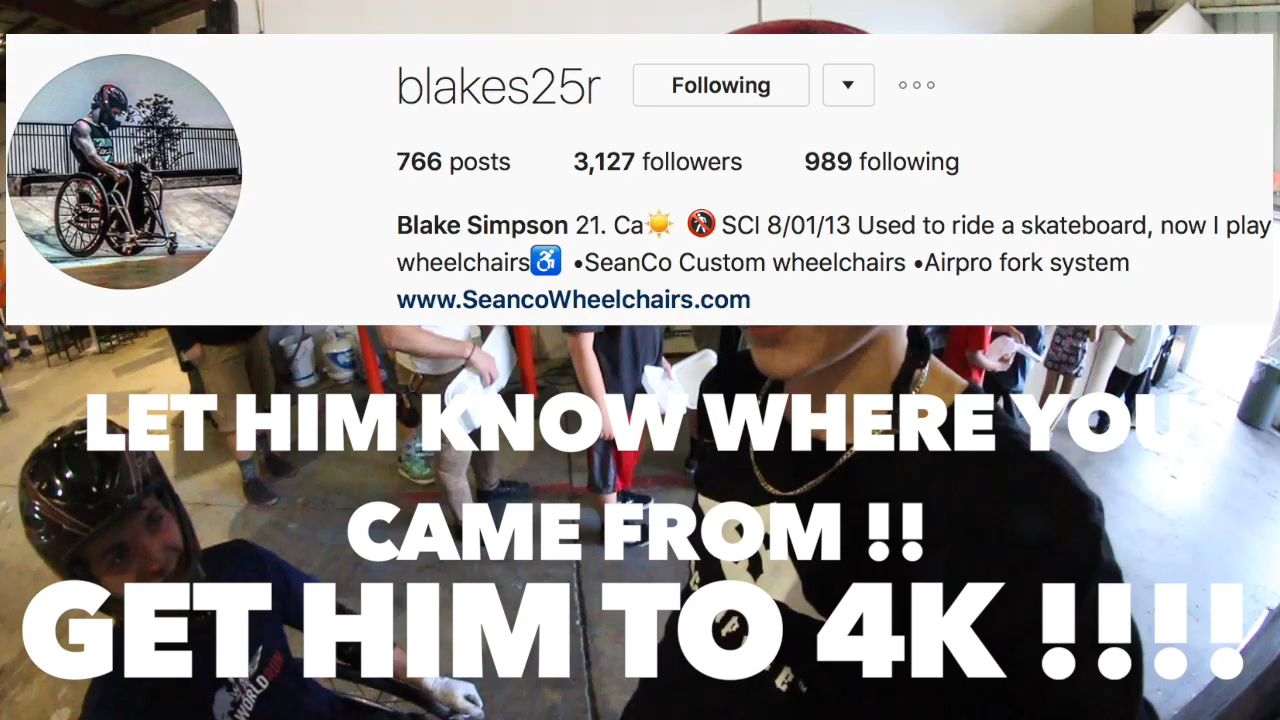 blakes25r Following
766 posts 3,127 followers 989 following
Blake Simpson 21. Ca☀️ 🚷 SCI 8/01/13 Used to ride a skateboard, now I play
wheelchairs♿ •SeanCo Custom wheelchairs •Airpro fork system
www.SeancoWheelchairs.com
LET HIM KNOW WHERE YOU
CAME FROM !!
GET HIM TO 4K !!!!
WORLD RUN